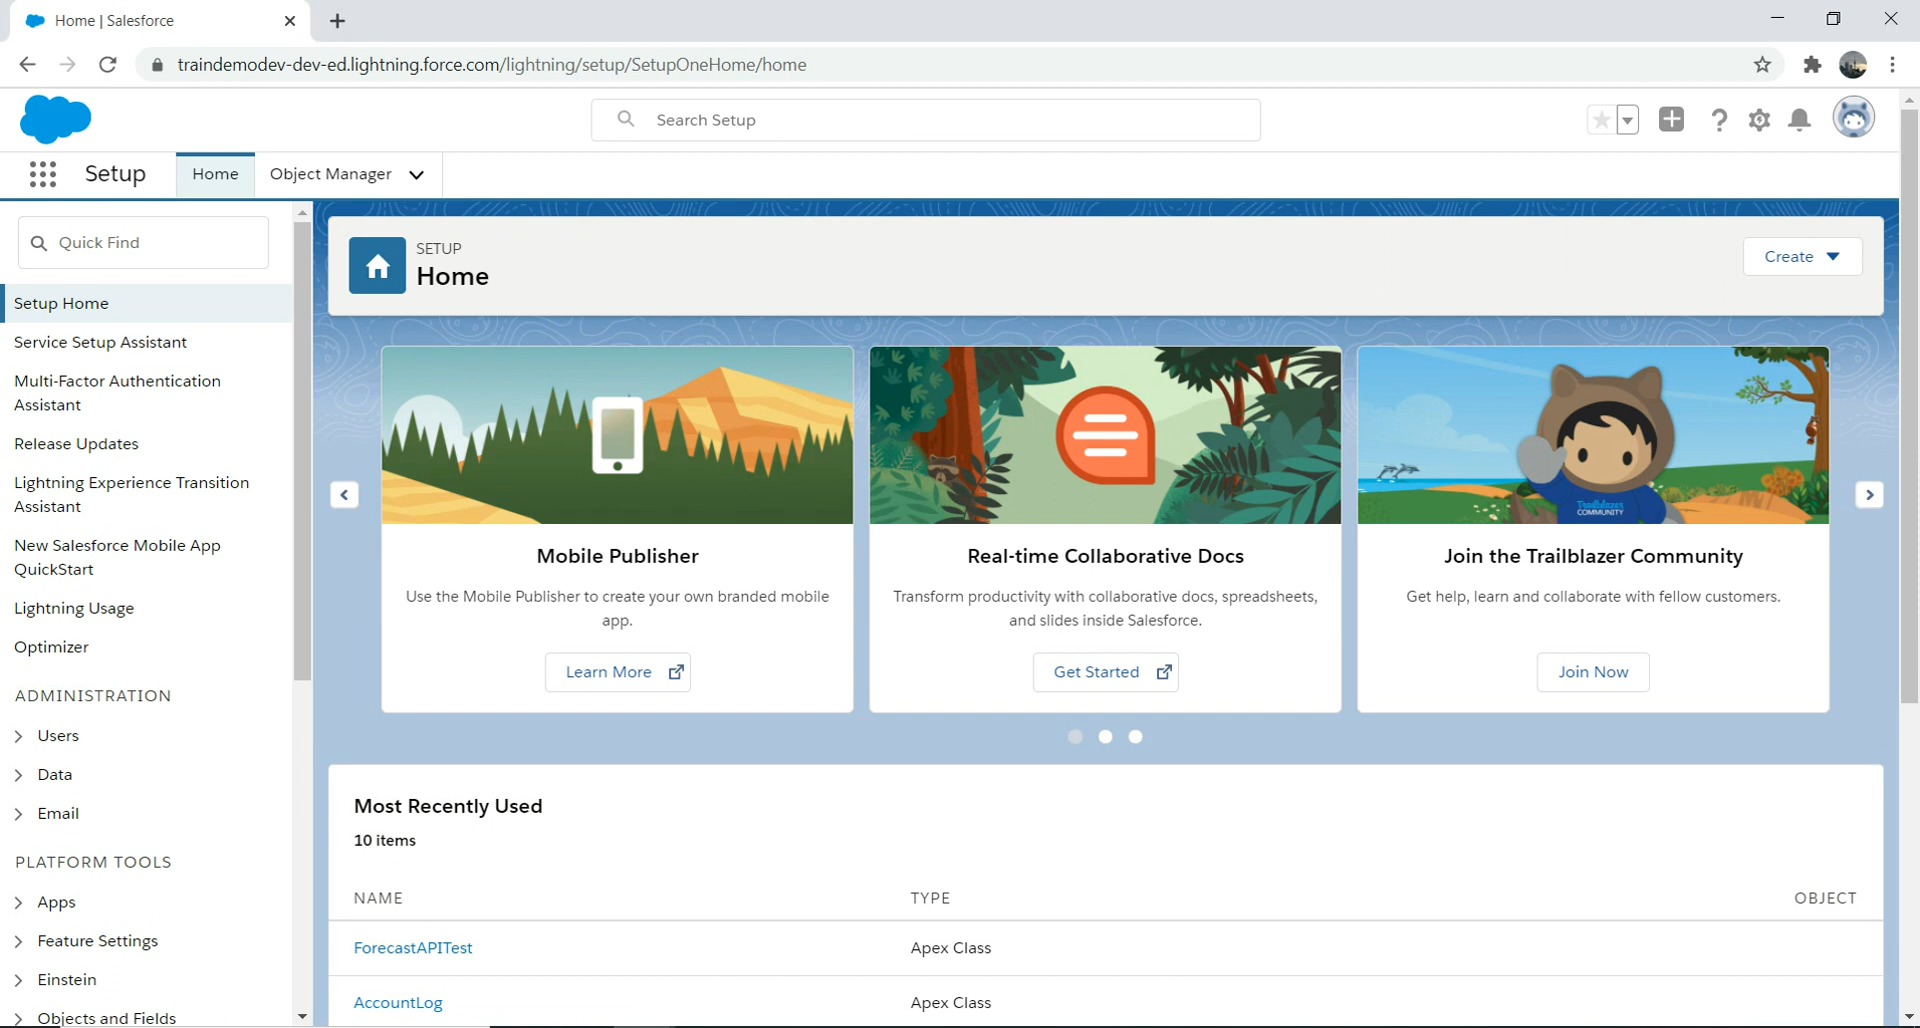 Home | Salesforce
traindemodev-dev-ed.lightning.force.com/lightning/setup/SetupOneHome/home
Search Setup
Setup
Home
Object Manager
Quick Find
Setup Home
Service Setup Assistant
Multi-Factor Authentication
Assistant
Release Updates
Lightning Experience Transition
Assistant
New Salesforce Mobile App
QuickStart
Lightning Usage
Optimizer
ADMINISTRATION
Users
Data
Email
PLATFORM TOOLS
Apps
Feature Settings
Einstein
Objects and Fields
SETUP
Home
Create
Mobile Publisher
Use the Mobile Publisher to create your own branded mobile
app.
Learn More
Real-time Collaborative Docs
Transform productivity with collaborative docs, spreadsheets,
and slides inside Salesforce.
Get Started
Trailblazer
COMMUNITY
Join the Trailblazer Community
Get help, learn and collaborate with fellow customers.
Join Now
Most Recently Used
10 items
NAME TYPE OBJECT
ForecastAPITest Apex Class
AccountLog Apex Class